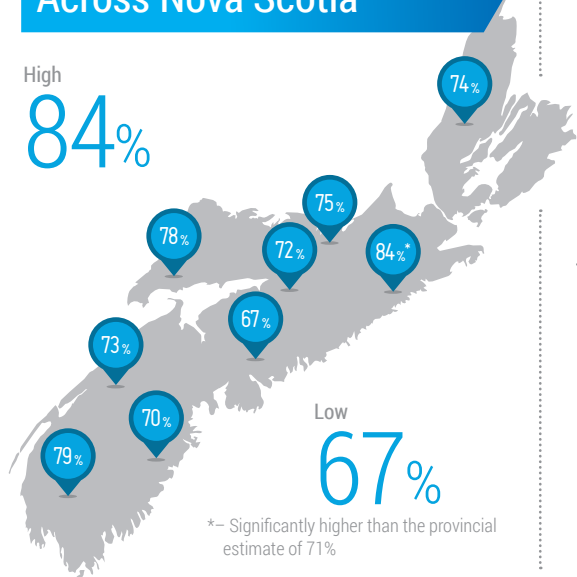 Across Nova Scotia
High
84%
74%
75%
78%
72%
84%*
67%
73%
70%
79%
Low
67%
*– Significantly higher than the provincial
estimate of 71%